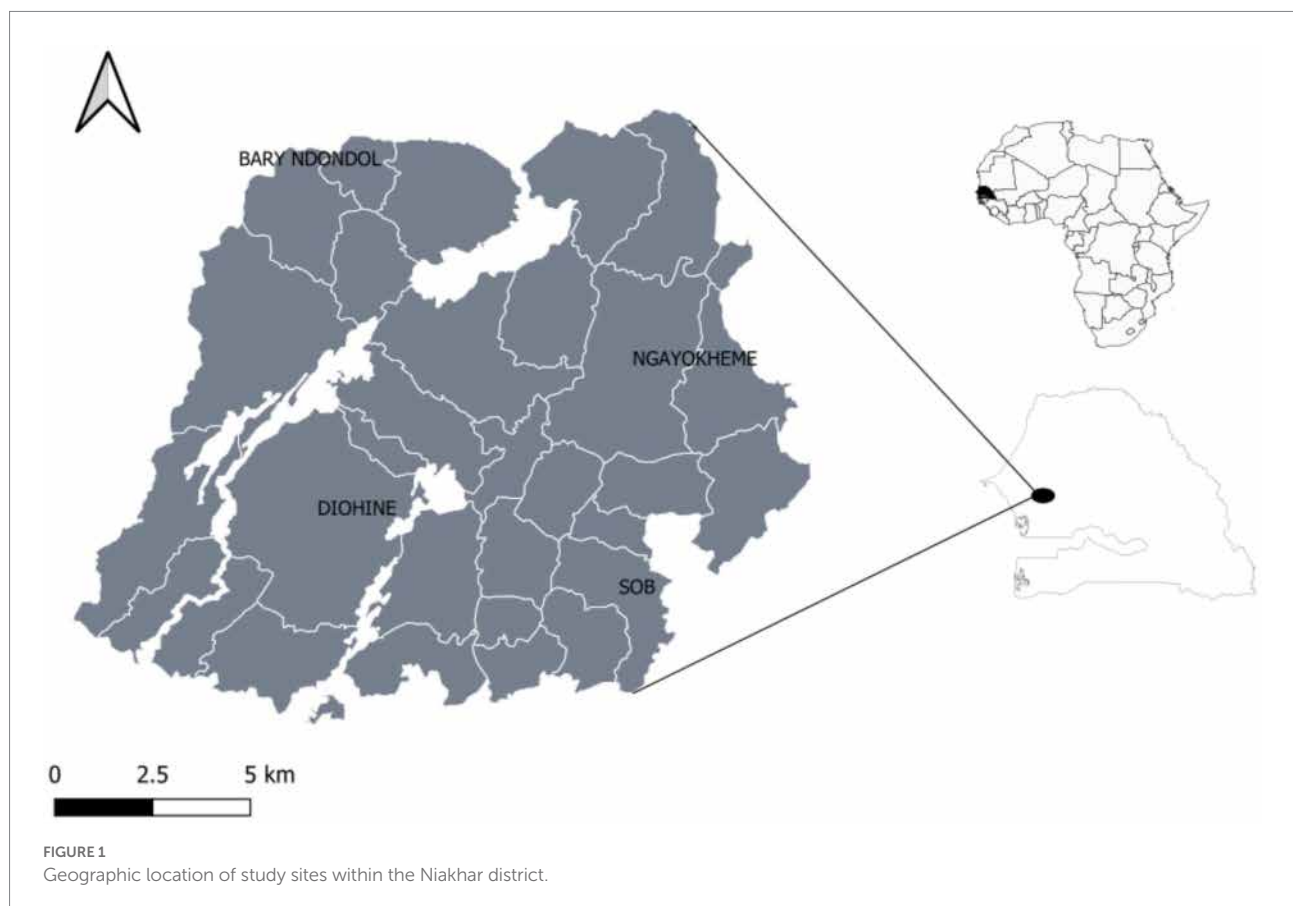 BARY NDONDOL
NGAYOKHEME
DIOHINE
SOB
0 2.5 5 km
FIGURE 1
Geographic location of study sites within the Niakhar district.